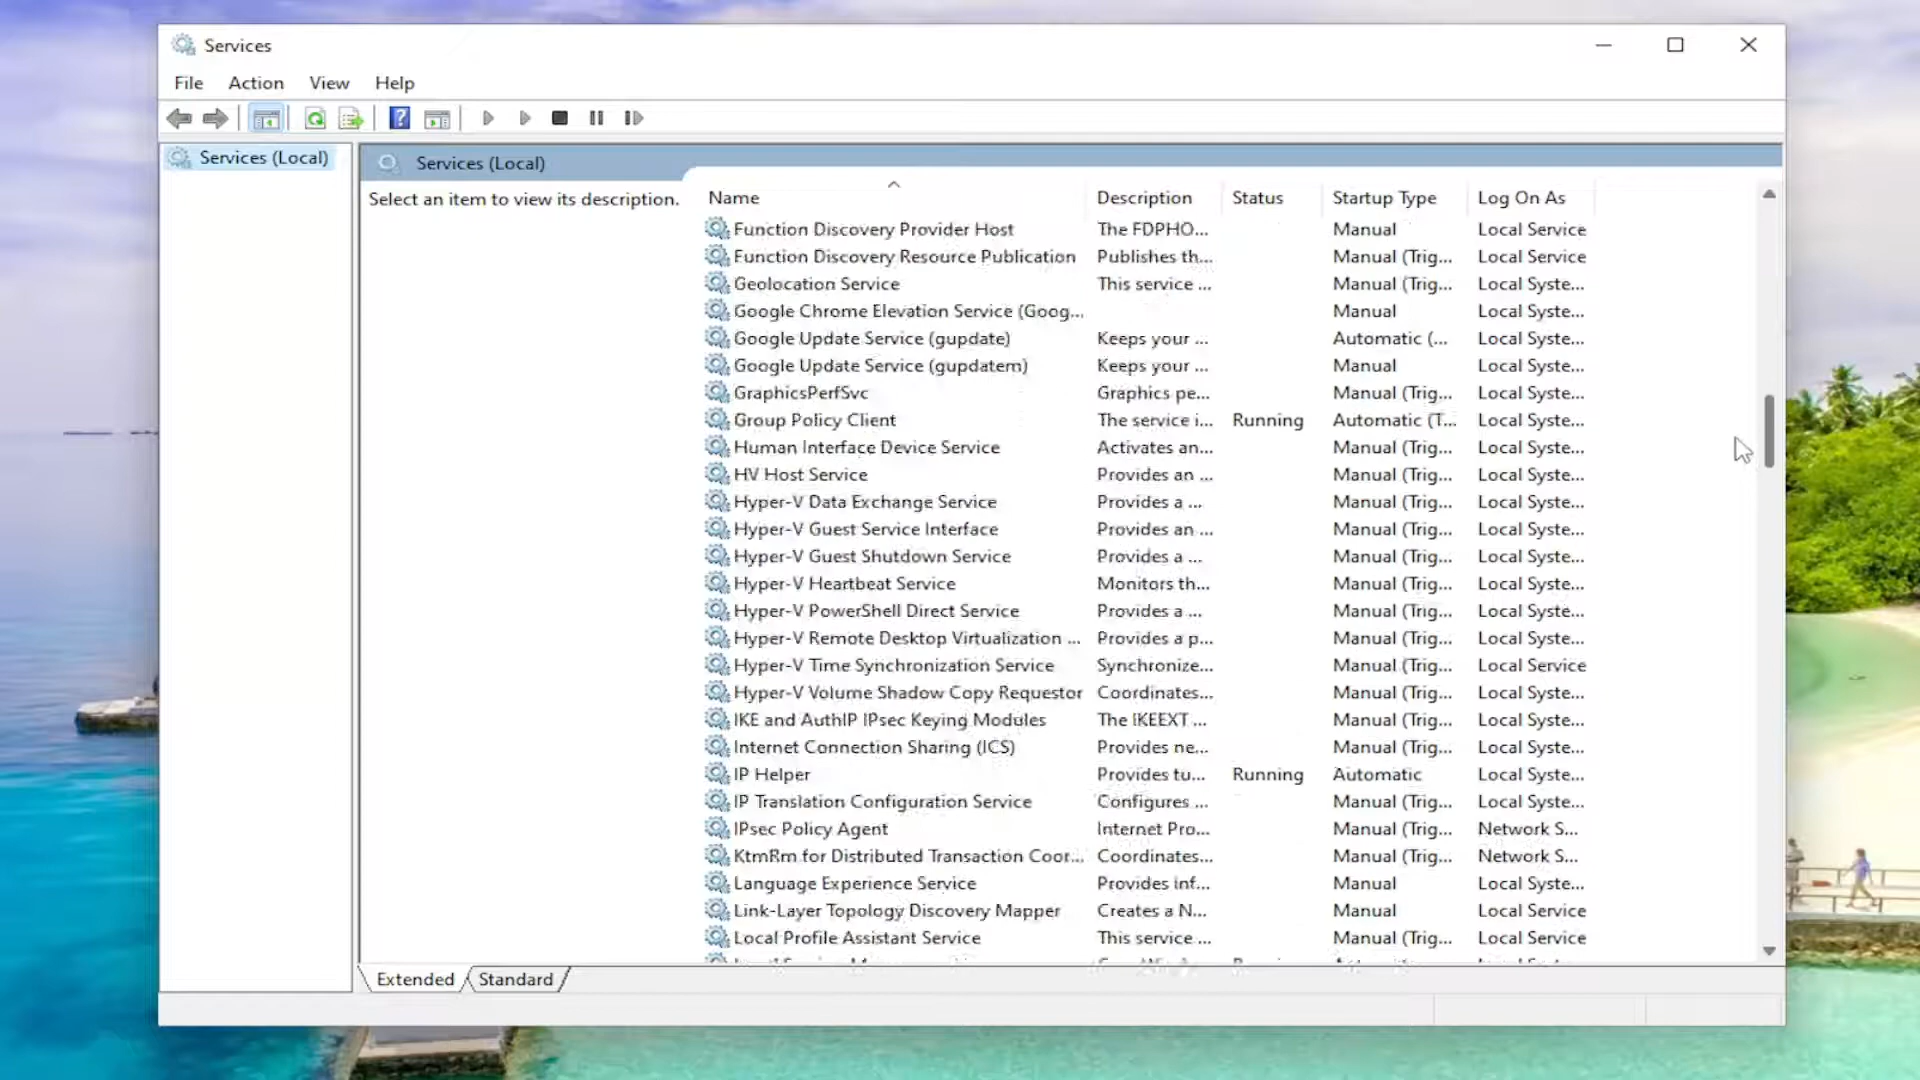 Services
File Action View Help
Services (Local)
Services (Local)
Select an item to view its description.
Name Description Status Startup Type Log On As
Function Discovery Provider Host The FDPHO... Manual Local Service
Function Discovery Resource Publication Publishes th... Manual (Trig... Local Service
Geolocation Service This service ... Manual (Trig... Local Syste...
Google Chrome Elevation Service (Goog... Manual Local Syste...
Google Update Service (gupdate) Keeps your ... Automatic (... Local Syste...
Google Update Service (gupdatem) Keeps your ... Manual Local Syste...
GraphicsPerfSvc Graphics pe... Manual (Trig... Local Syste...
Group Policy Client The service i... Running Automatic (T... Local Syste...
Human Interface Device Service Activates an... Manual (Trig... Local Syste...
HV Host Service Provides an ... Manual (Trig... Local Syste...
Hyper-V Data Exchange Service Provides a ... Manual (Trig... Local Syste...
Hyper-V Guest Service Interface Provides an ... Manual (Trig... Local Syste...
Hyper-V Guest Shutdown Service Provides a ... Manual (Trig... Local Syste...
Hyper-V Heartbeat Service Monitors th... Manual (Trig... Local Syste...
Hyper-V PowerShell Direct Service Provides a ... Manual (Trig... Local Syste...
Hyper-V Remote Desktop Virtualization ... Provides a p... Manual (Trig... Local Syste...
Hyper-V Time Synchronization Service Synchronize... Manual (Trig... Local Service
Hyper-V Volume Shadow Copy Requestor Coordinates... Manual (Trig... Local Syste...
IKE and AuthIP IPsec Keying Modules The IKEEXT ... Manual (Trig... Local Syste...
Internet Connection Sharing (ICS) Provides ne... Manual (Trig... Local Syste...
IP Helper Provides tu... Running Automatic Local Syste...
IP Translation Configuration Service Configures ... Manual (Trig... Local Syste...
IPsec Policy Agent Internet Pro... Manual (Trig... Network S...
KtmRm for Distributed Transaction Coor... Coordinates... Manual (Trig... Network S...
Language Experience Service Provides inf... Manual Local Syste...
Link-Layer Topology Discovery Mapper Creates a N... Manual Local Service
Local Profile Assistant Service This service ... Manual (Trig... Local Service
Extended Standard